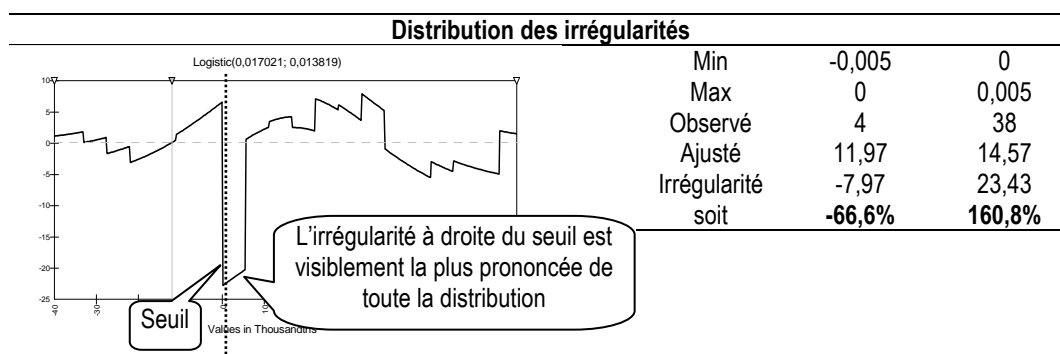 Distribution des irrégularités
Logistic(0,017021; 0,013819)
10
5
0
-5
-10
-15
-20
-25
-40
-30
Values in Thousandths
Seuil
L'irrégularité à droite du seuil est
visiblement la plus prononcée de
toute la distribution
Min -0,005 0
Max 0 0,005
Observé 4 38
Ajusté 11,97 14,57
Irrégularité -7,97 23,43
soit -66,6% 160,8%